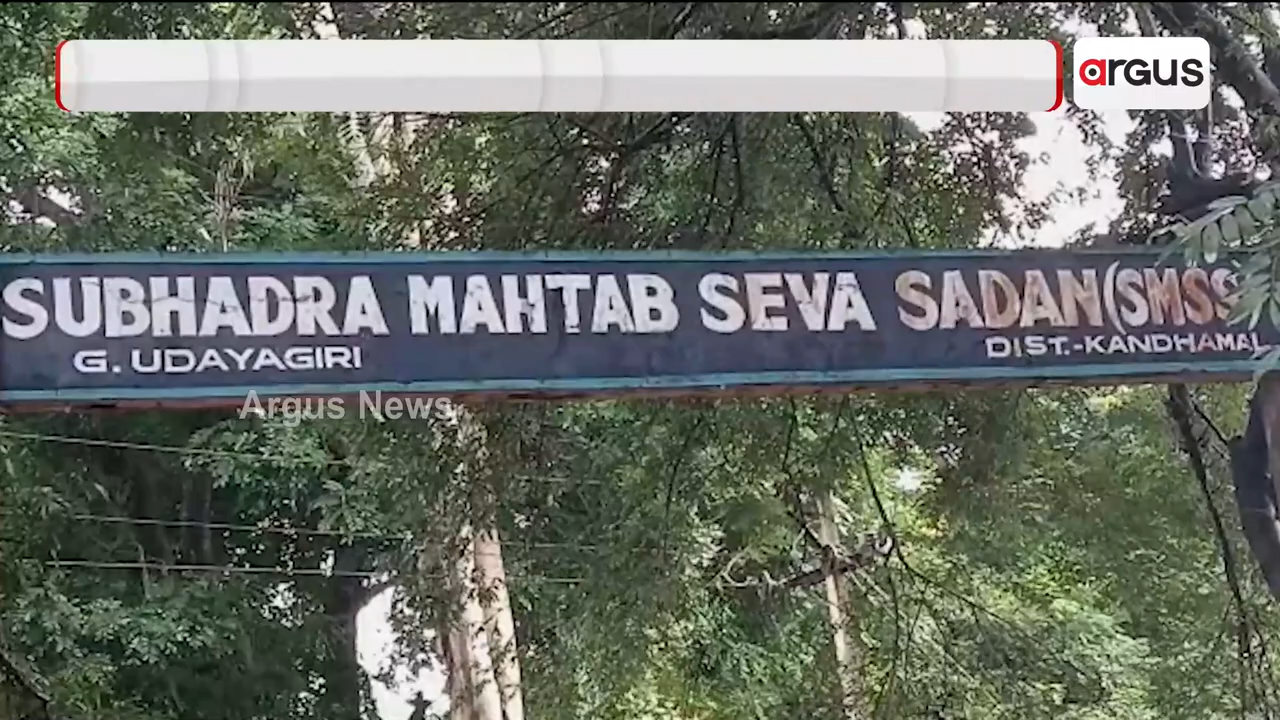 argus
SUBHADRA MAHTAB SEVA SADAN (SMSS
G. UDAYAGIRI
DIST.-KANDHAMAL
Argus News